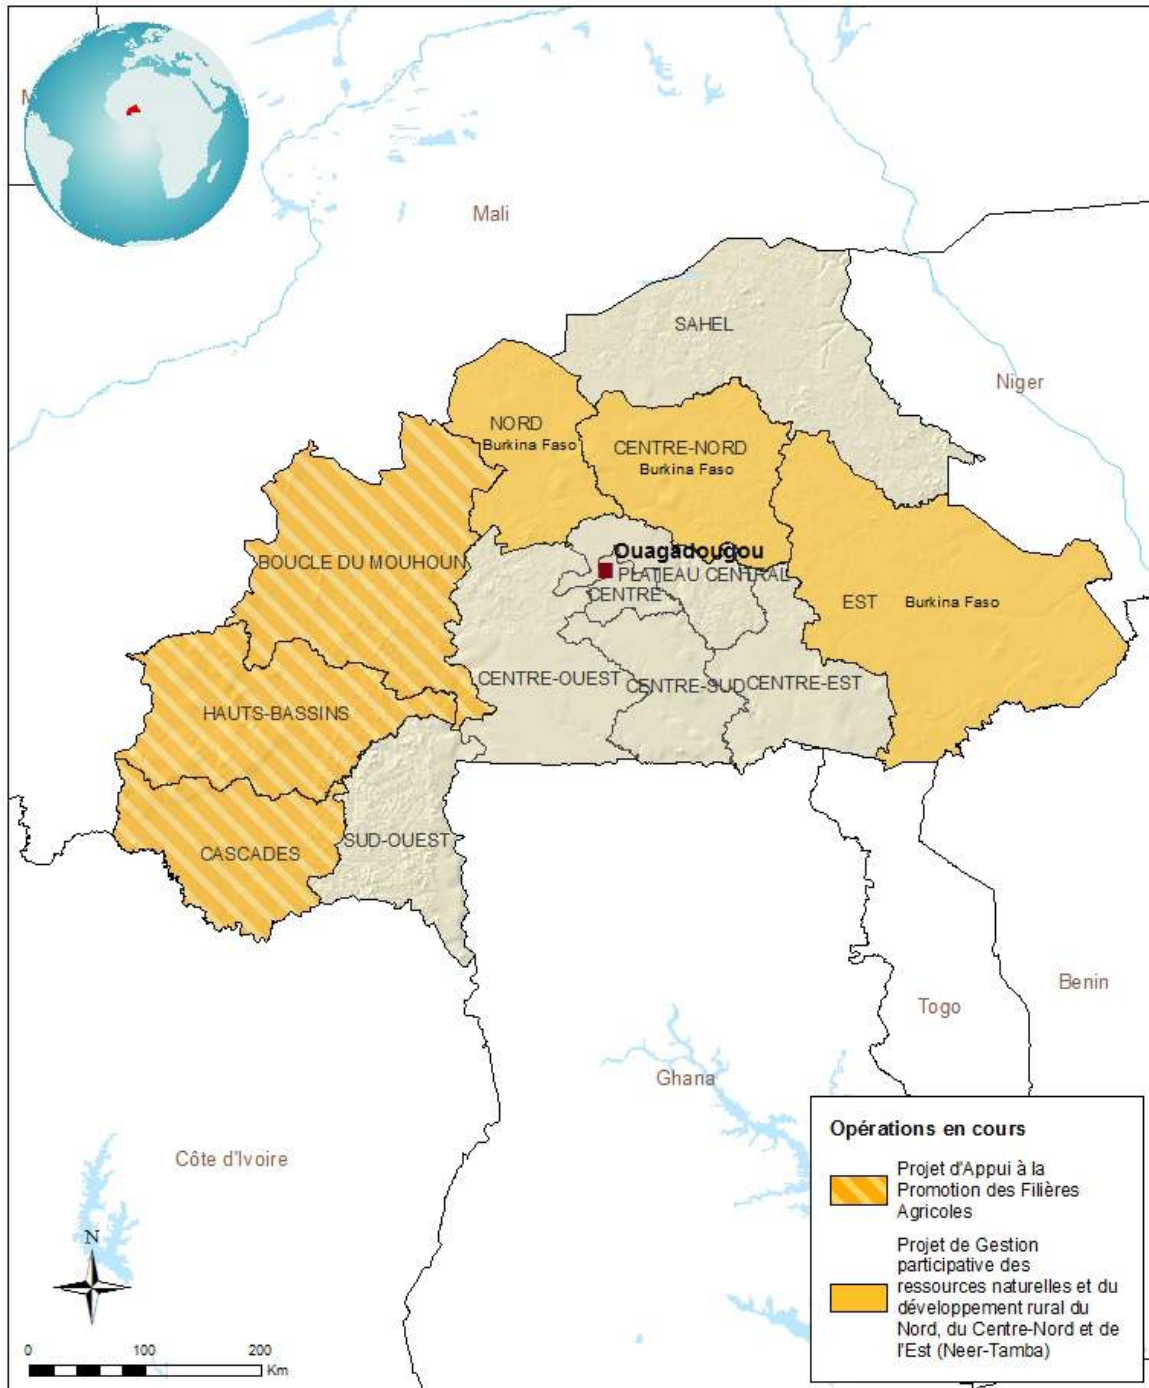 M
Mali
SAHEL
Niger
NORD
Burkina Faso
CENTRE-NORD
Burkina Faso
BOUCLE DU MOUHOUN
Ouagadougou
PLATEAU CENTRAL
CENTRE
EST
Burkina Faso
CENTRE-OUEST
CENTRE-SUD
CENTRE-EST
HAUTS-BASSINS
CASCADES
SUD-OUEST
Benin
Togo
Ghana
Côte d'Ivoire
N
0 100 200
Km
Opérations en cours
Projet d'Appui à la
Promotion des Filières
Agricoles
Projet de Gestion
participative des
ressources naturelles et du
développement rural du
Nord, du Centre-Nord et de
l'Est (Neer-Tamba)